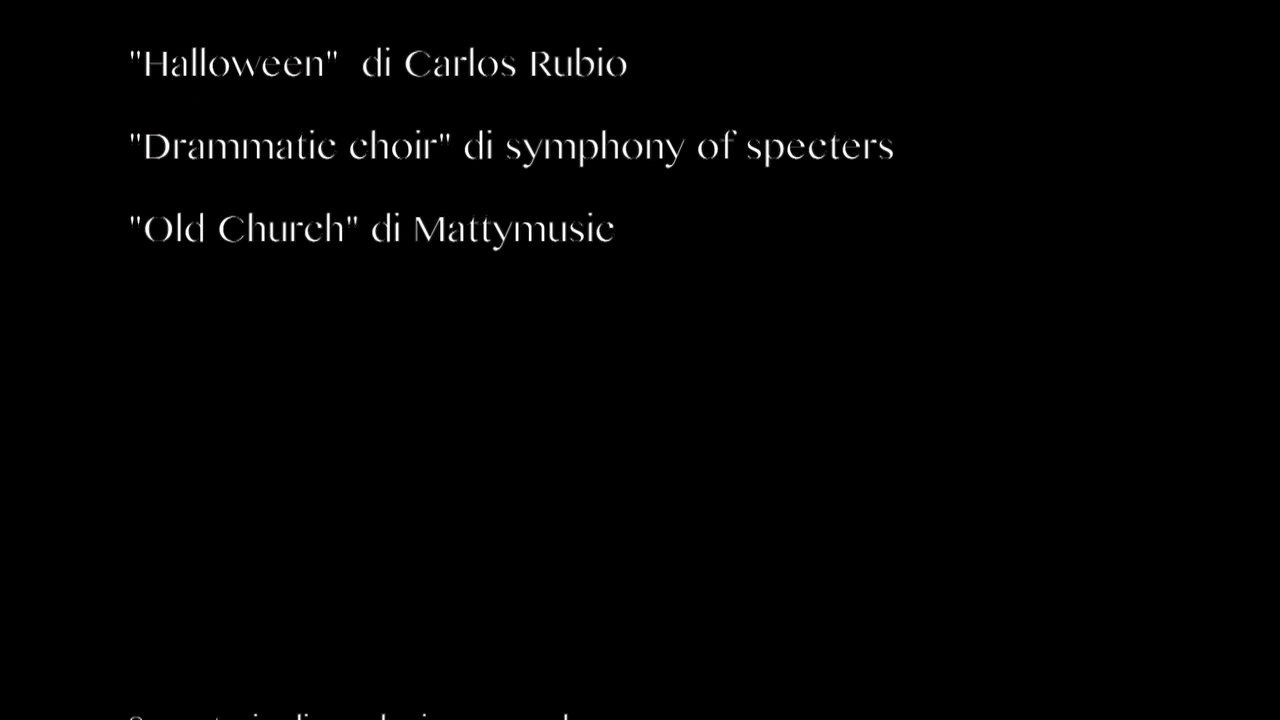 "Halloween"  di Carlos Rubio
"Drammatic choir" di symphony of specters
"Old Church" di Mattymusic